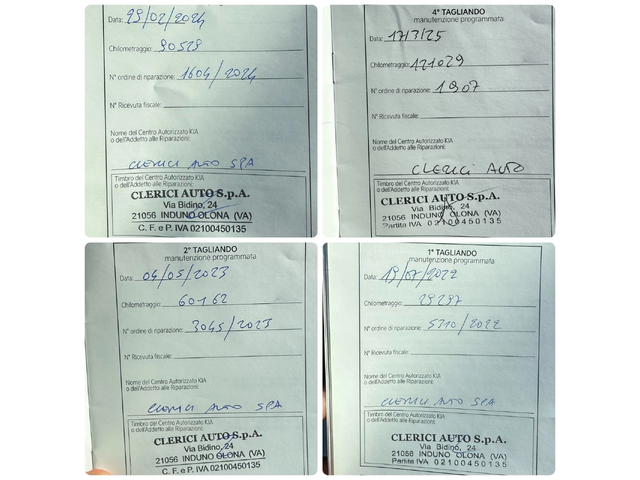 Data: 29/02/2024
Chilometraggio: 90528
N° ordine di riparazione: 1604/2024
N° Ricevuta fiscale:
Nome del Centro Autorizzato KIA
o dell'Addetto alle Riparazioni:
CLERICI AUTO SPA
Timbro del Centro Autorizzato KIA
o dell'Addetto alle Riparazioni:
CLERICI AUTO S.p.A.
Via Bidino, 24
21056 INDUNO OLONA (VA)
C. F. e P. IVA 02100450135
4° TAGLIANDO
manutenzione programmata
Data: 17/3/25
Chilometraggio: 121029
N° ordine di riparazione: 1907
N° Ricevuta fiscale:
Nome del Centro Autorizzato KIA
o dell'Addetto alle Riparazioni:
CLERICI AUTO
Timbro del Centro Autorizzato KIA
o dell'Addetto alle Riparazioni:
CLERICI AUTO S.p.A.
Via Bidino, 24
21056 INDUNO OLONA (VA)
Partita IVA 02100450135
2° TAGLIANDO
manutenzione programmata
Data: 04/05/2023
Chilometraggio: 60162
N° ordine di riparazione: 3045/2023
N° Ricevuta fiscale:
Nome del Centro Autorizzato KIA
o dell'Addetto alle Riparazioni:
CLERICI AUTO SPA
Timbro del Centro Autorizzato KIA
o dell'Addetto alle Riparazioni:
CLERICI AUTO S.p.A.
Via Bidino, 24
21056 INDUNO OLONA (VA)
C. F. e P. IVA 02100450135
1° TAGLIANDO
manutenzione programmata
Data: 19/07/2022
Chilometraggio: 29297
N° ordine di riparazione: 5310/2022
N° Ricevuta fiscale:
Nome del Centro Autorizzato KIA
o dell'Addetto alle Riparazioni:
CLERICI AUTO SPA
Timbro del Centro Autorizzato KIA
o dell'Addetto alle Riparazioni:
CLERICI AUTO S.p.A.
Via Bidino, 24
21056 INDUNO OLONA (VA)
Partita IVA 02100450135